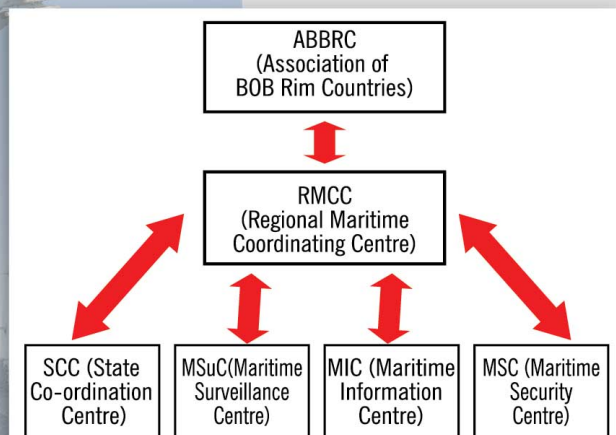 ABBRC
(Association of
BOB Rim Countries)
RMCC
(Regional Maritime
Coordinating Centre)
SCC (State
Co-ordination
Centre)
MSuC(Maritime
Surveillance
Centre)
MIC (Maritime
Information
Centre)
MSC (Maritime
Security
Centre)